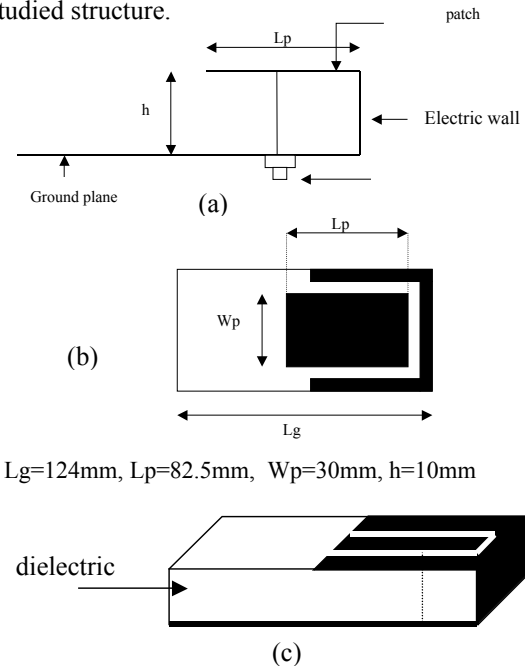 tudied structure.
patch
Lp
h
Electric wall
Ground plane
(a)
Lp
Wp
(b)
Lg
Lg=124mm, Lp=82.5mm, Wp=30mm, h=10mm
dielectric
(c)